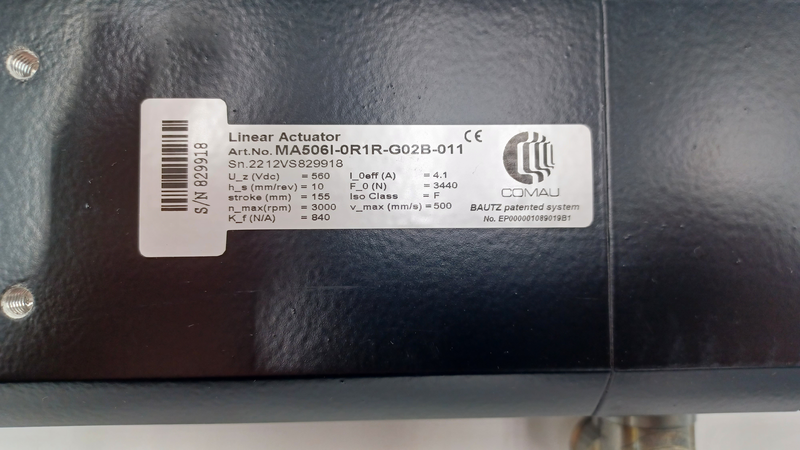 S/N 829918
Linear Actuator
CE
Art.No. MA506I-0R1R-G02B-011
Sn.2212VS829918
U_z (Vdc) = 560 I_0eff (A) = 4.1
h_s (mm/rev) = 10 F_0 (N) = 3440
stroke (mm) = 155 Iso Class = F
n_max(rpm) = 3000 v_max (mm/s) = 500
K_f (N/A) = 840
COMAU
BAUTZ patented system
No. EP000001089019B1